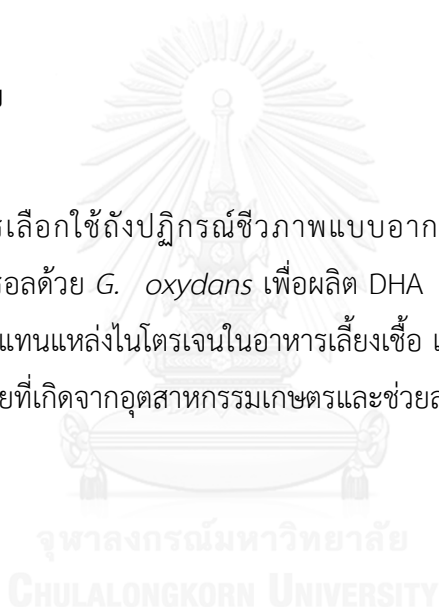 รเลือกใช้ถังปฏิกรณ์ชีวภาพแบบอาก
รอลด้วย G. oxydans เพื่อผลิต DHA
แทนแหล่งไนโตรเจนในอาหารเลี้ยงเชื้อ แ
ยที่เกิดจากอุตสาหกรรมเกษตรและช่วยล
จุฬาลงกรณ์มหาวิทยาลัย
CHULALONGKORN UNIVERSITY